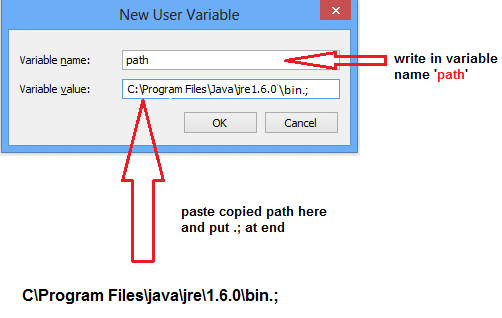 New User Variable
Variable name:
path
write in variable
name 'path'
Variable value:
C:\Program Files\Java\jre1.6.0\bin.;
OK
Cancel
paste copied path here
and put .; at end
C\Program Files\java\jre\1.6.0\bin.;